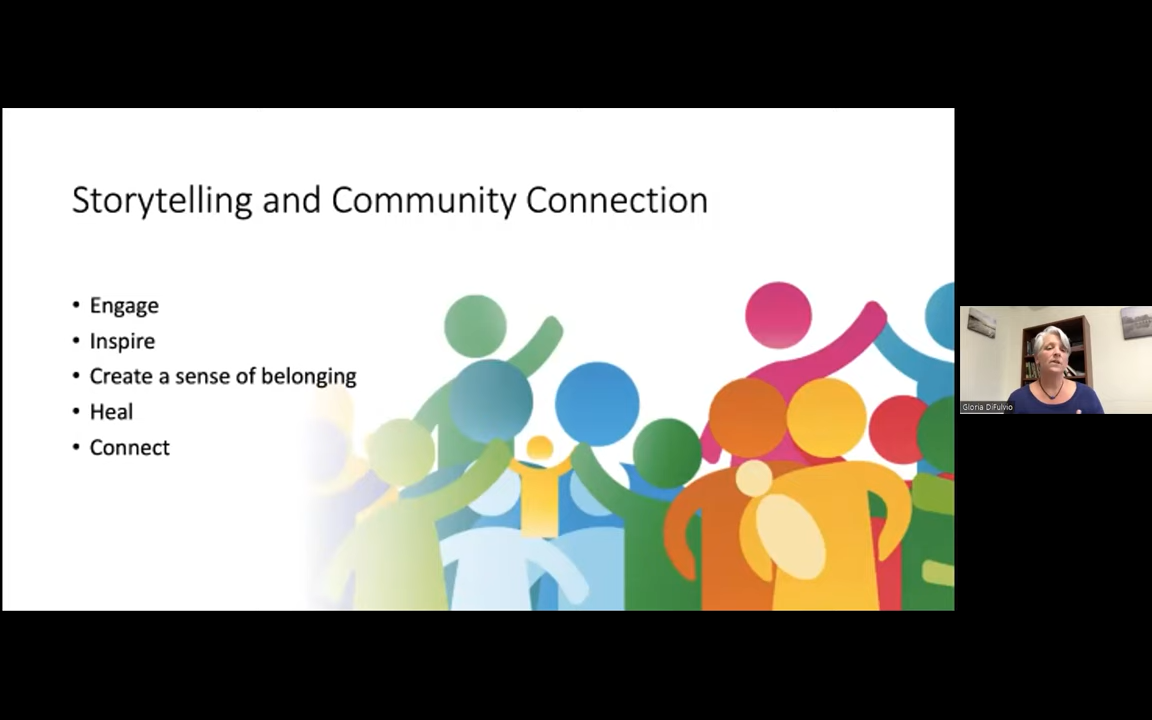 Storytelling and Community Connection
• Engage
• Inspire
• Create a sense of belonging
• Heal
• Connect
Gloria DiFulvio